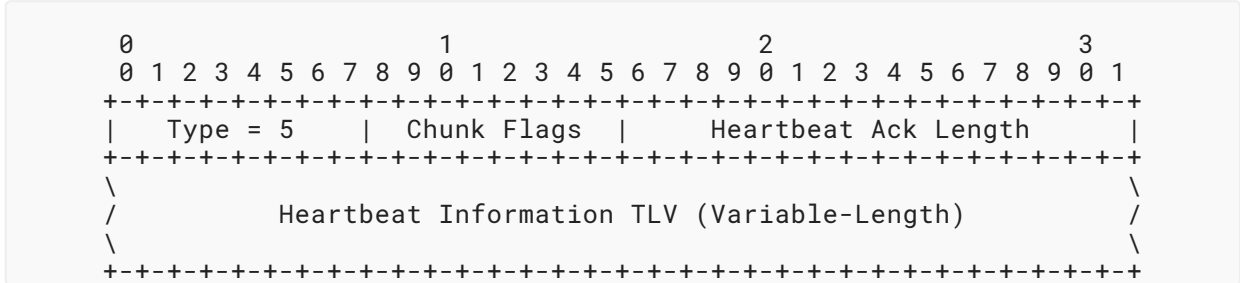 0                   1                   2                   3
 0 1 2 3 4 5 6 7 8 9 0 1 2 3 4 5 6 7 8 9 0 1 2 3 4 5 6 7 8 9 0 1
+-+-+-+-+-+-+-+-+-+-+-+-+-+-+-+-+-+-+-+-+-+-+-+-+-+-+-+-+-+-+-+-+
|   Type = 5    |  Chunk Flags  |     Heartbeat Ack Length      |
+-+-+-+-+-+-+-+-+-+-+-+-+-+-+-+-+-+-+-+-+-+-+-+-+-+-+-+-+-+-+-+-+
\                                                               \
/          Heartbeat Information TLV (Variable-Length)          /
\                                                               \
+-+-+-+-+-+-+-+-+-+-+-+-+-+-+-+-+-+-+-+-+-+-+-+-+-+-+-+-+-+-+-+-+